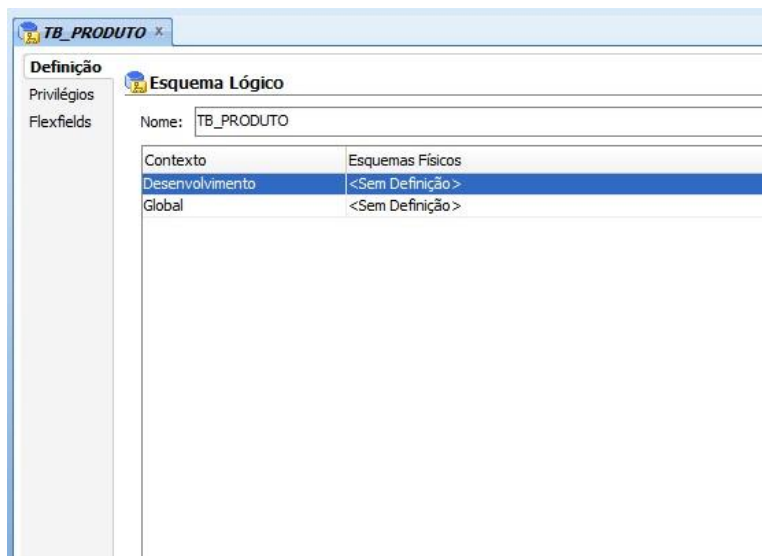 TB_PRODUTO x
Definição
Privilégios
Flexfields
Esquema Lógico
Nome: TB_PRODUTO
Contexto Esquemas Físicos
Desenvolvimento <Sem Definição>
Global <Sem Definição>